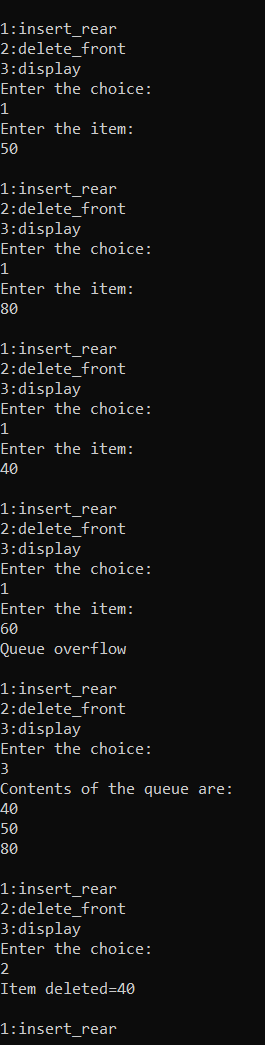 1:insert_rear
2:delete_front
3:display
Enter the choice:
1
Enter the item:
50
1:insert_rear
2:delete_front
3:display
Enter the choice:
1
Enter the item:
80
1:insert_rear
2:delete_front
3:display
Enter the choice:
1
Enter the item:
40
1:insert_rear
2:delete_front
3:display
Enter the choice:
1
Enter the item:
60
Queue overflow
1:insert_rear
2:delete_front
3:display
Enter the choice:
3
Contents of the queue are:
40
50
80
1:insert_rear
2:delete_front
3:display
Enter the choice:
2
Item deleted=40
1:insert_rear